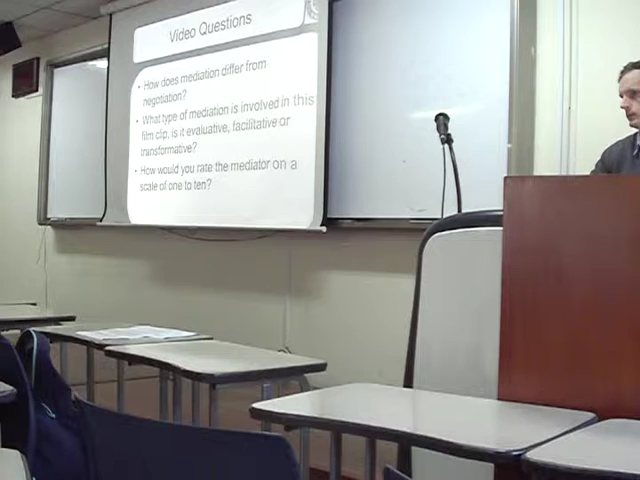 Video Questions
• How does mediation differ from
negotiation?
• What type of mediation is involved in this
film clip, is it evaluative, facilitative or
transformative?
• How would you rate the mediator on a
scale of one to ten?